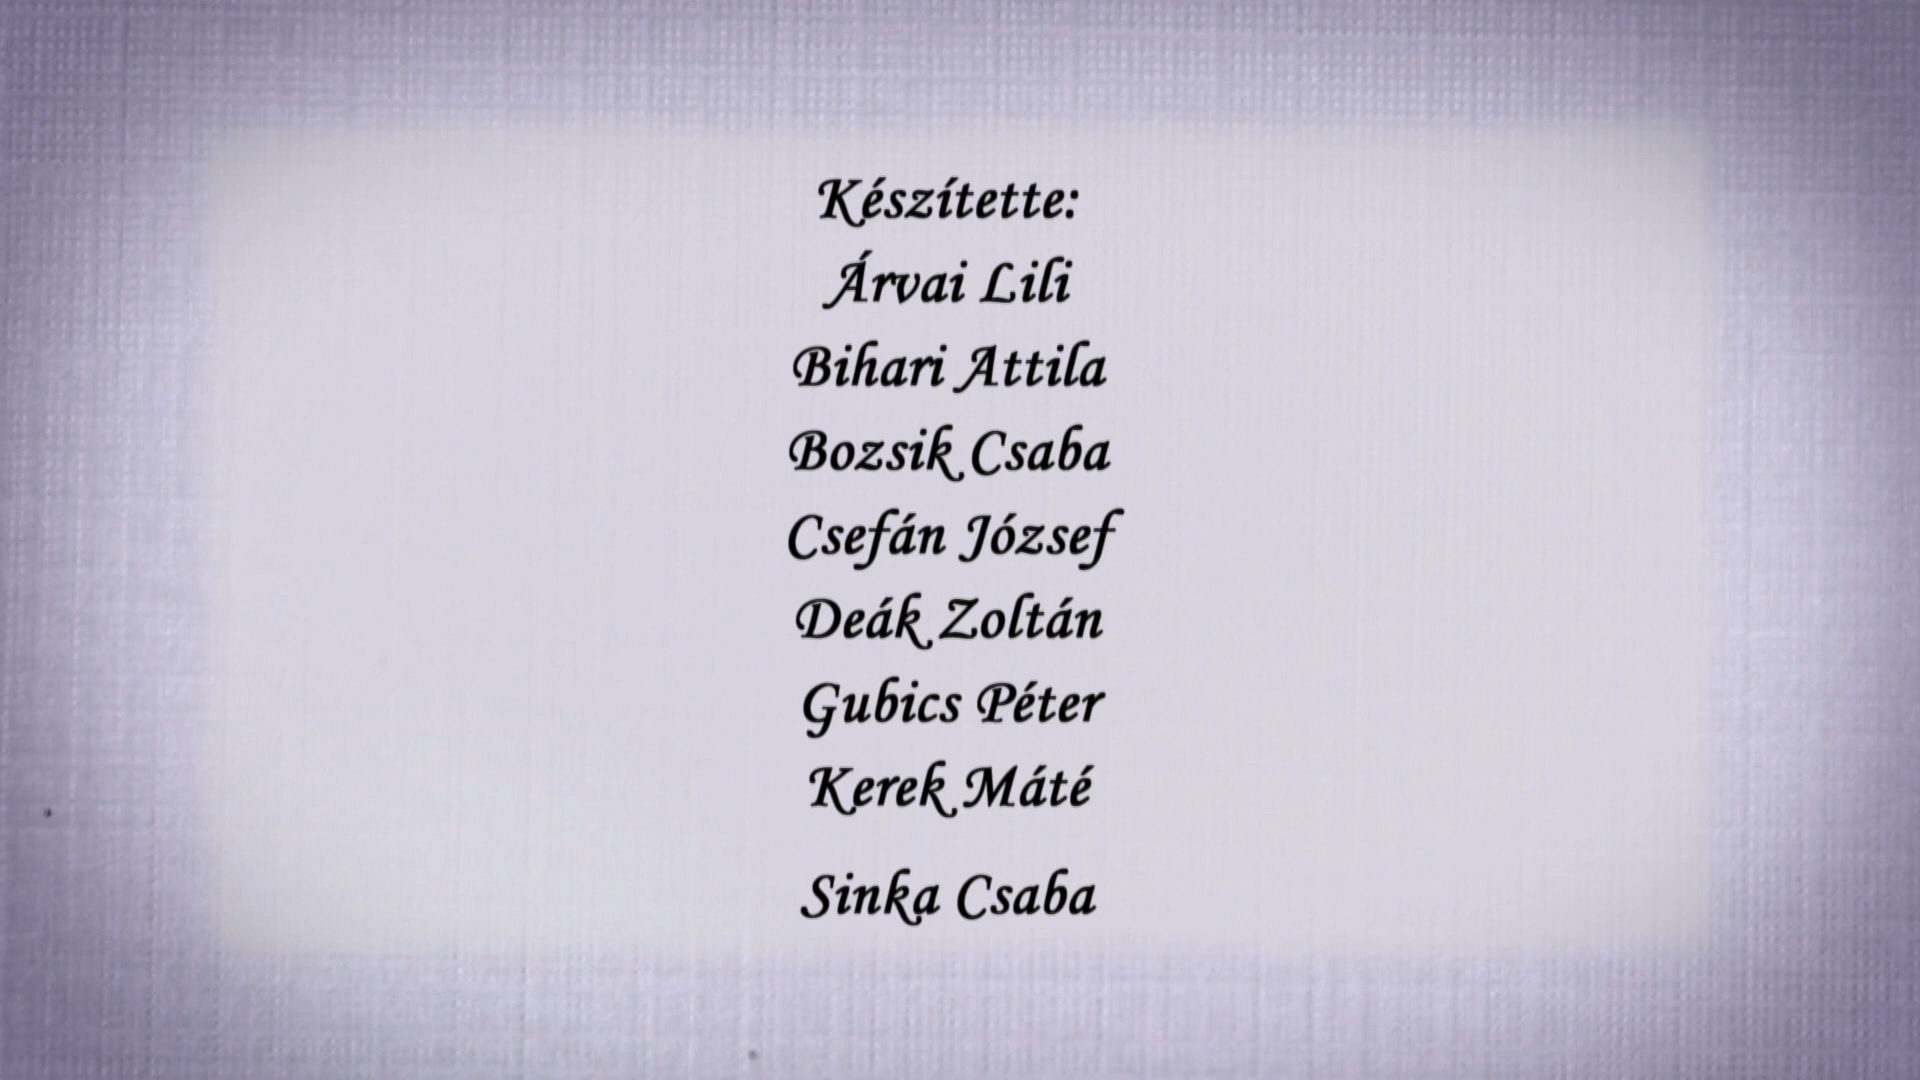 Készítette:
Árvai Lili
Bihari Attila
Bozsik Csaba
Csefán József
Deák Zoltán
Gubics Péter
Kerek Máté
Sinka Csaba